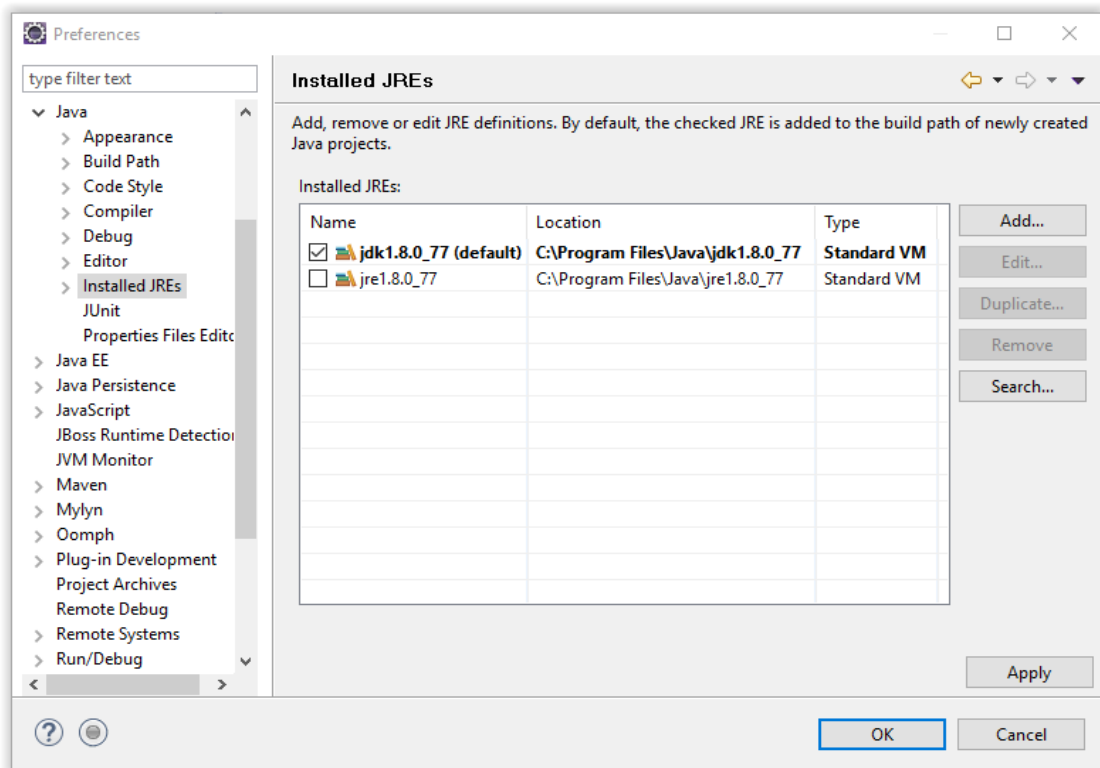 Preferences
type filter text
Java
Appearance
Build Path
Code Style
Compiler
Debug
Editor
Installed JREs
JUnit
Properties Files Editc
Java EE
Java Persistence
JavaScript
JBoss Runtime Detection
JVM Monitor
Maven
Mylyn
Oomph
Plug-in Development
Project Archives
Remote Debug
Remote Systems
Run/Debug
Installed JREs
Add, remove or edit JRE definitions. By default, the checked JRE is added to the build path of newly created
Java projects.
Installed JREs:
Name Location Type
jdk1.8.0_77 (default) C:\Program Files\Java\jdk1.8.0_77 Standard VM
jre1.8.0_77 C:\Program Files\Java\jre1.8.0_77 Standard VM
Add...
Edit...
Duplicate...
Remove
Search...
Apply
OK
Cancel